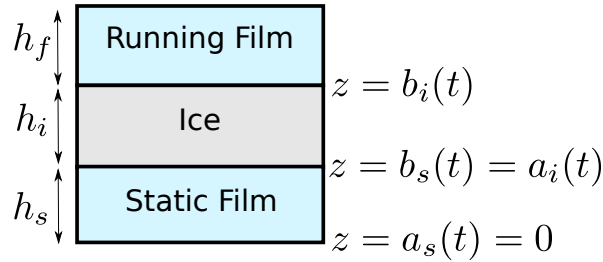 h_f
Running Film
z = b_i(t)
h_i
Ice
z = b_s(t) = a_i(t)
h_s
Static Film
z = a_s(t) = 0